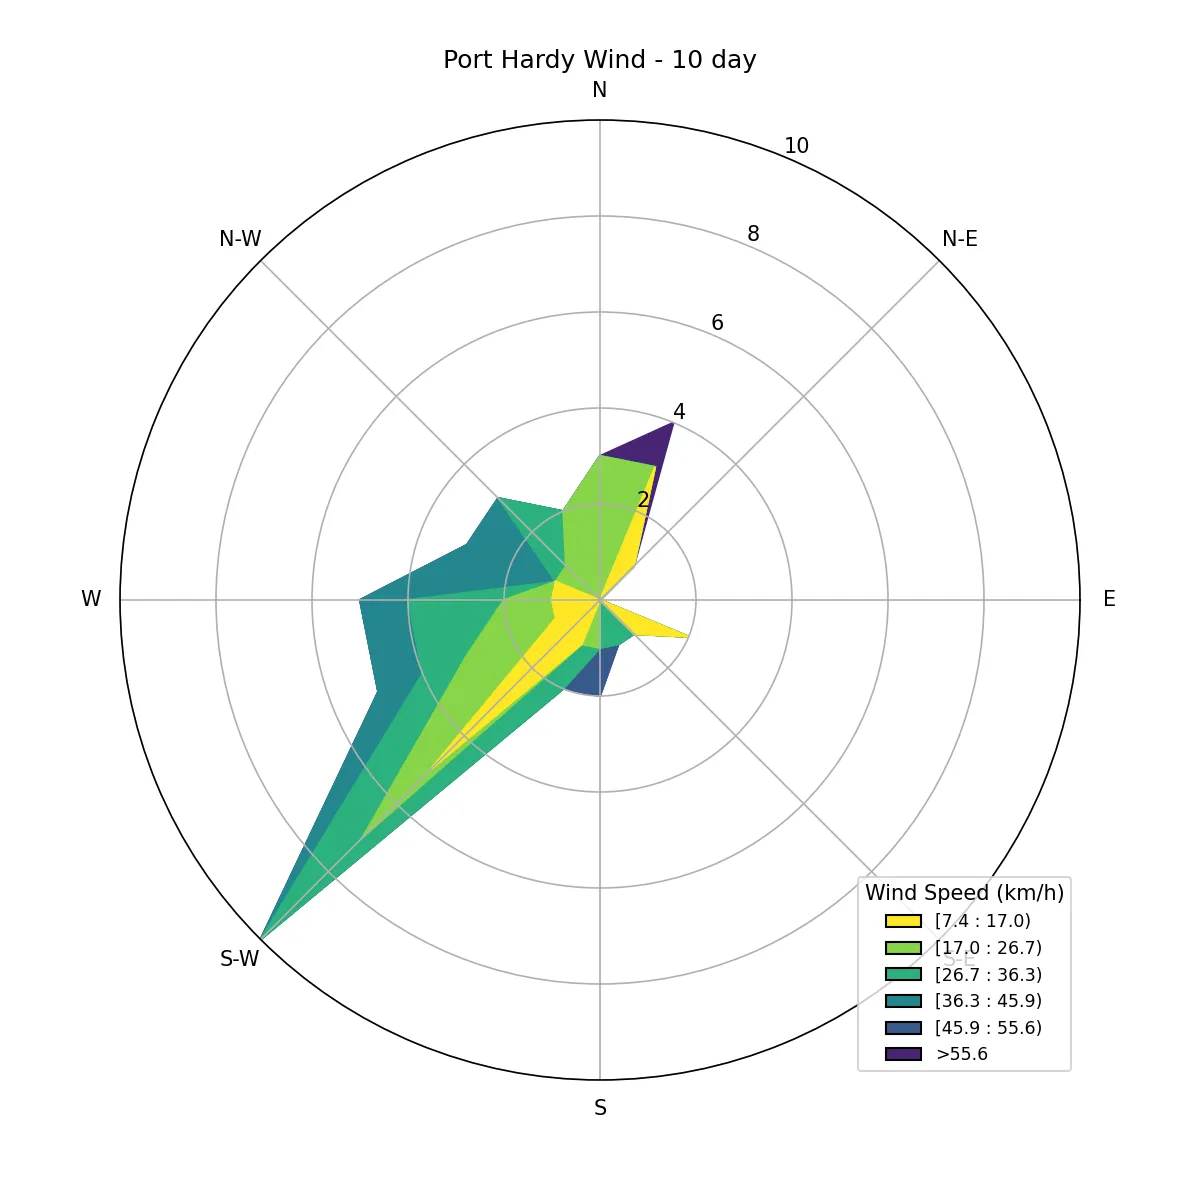 Port Hardy Wind - 10 day
N
10
N-W
8
N-E
6
4
2
W
E
S-W
S-E
S
Wind Speed (km/h)
[7.4 : 17.0)
[17.0 : 26.7)
[26.7 : 36.3)
[36.3 : 45.9)
[45.9 : 55.6)
>55.6